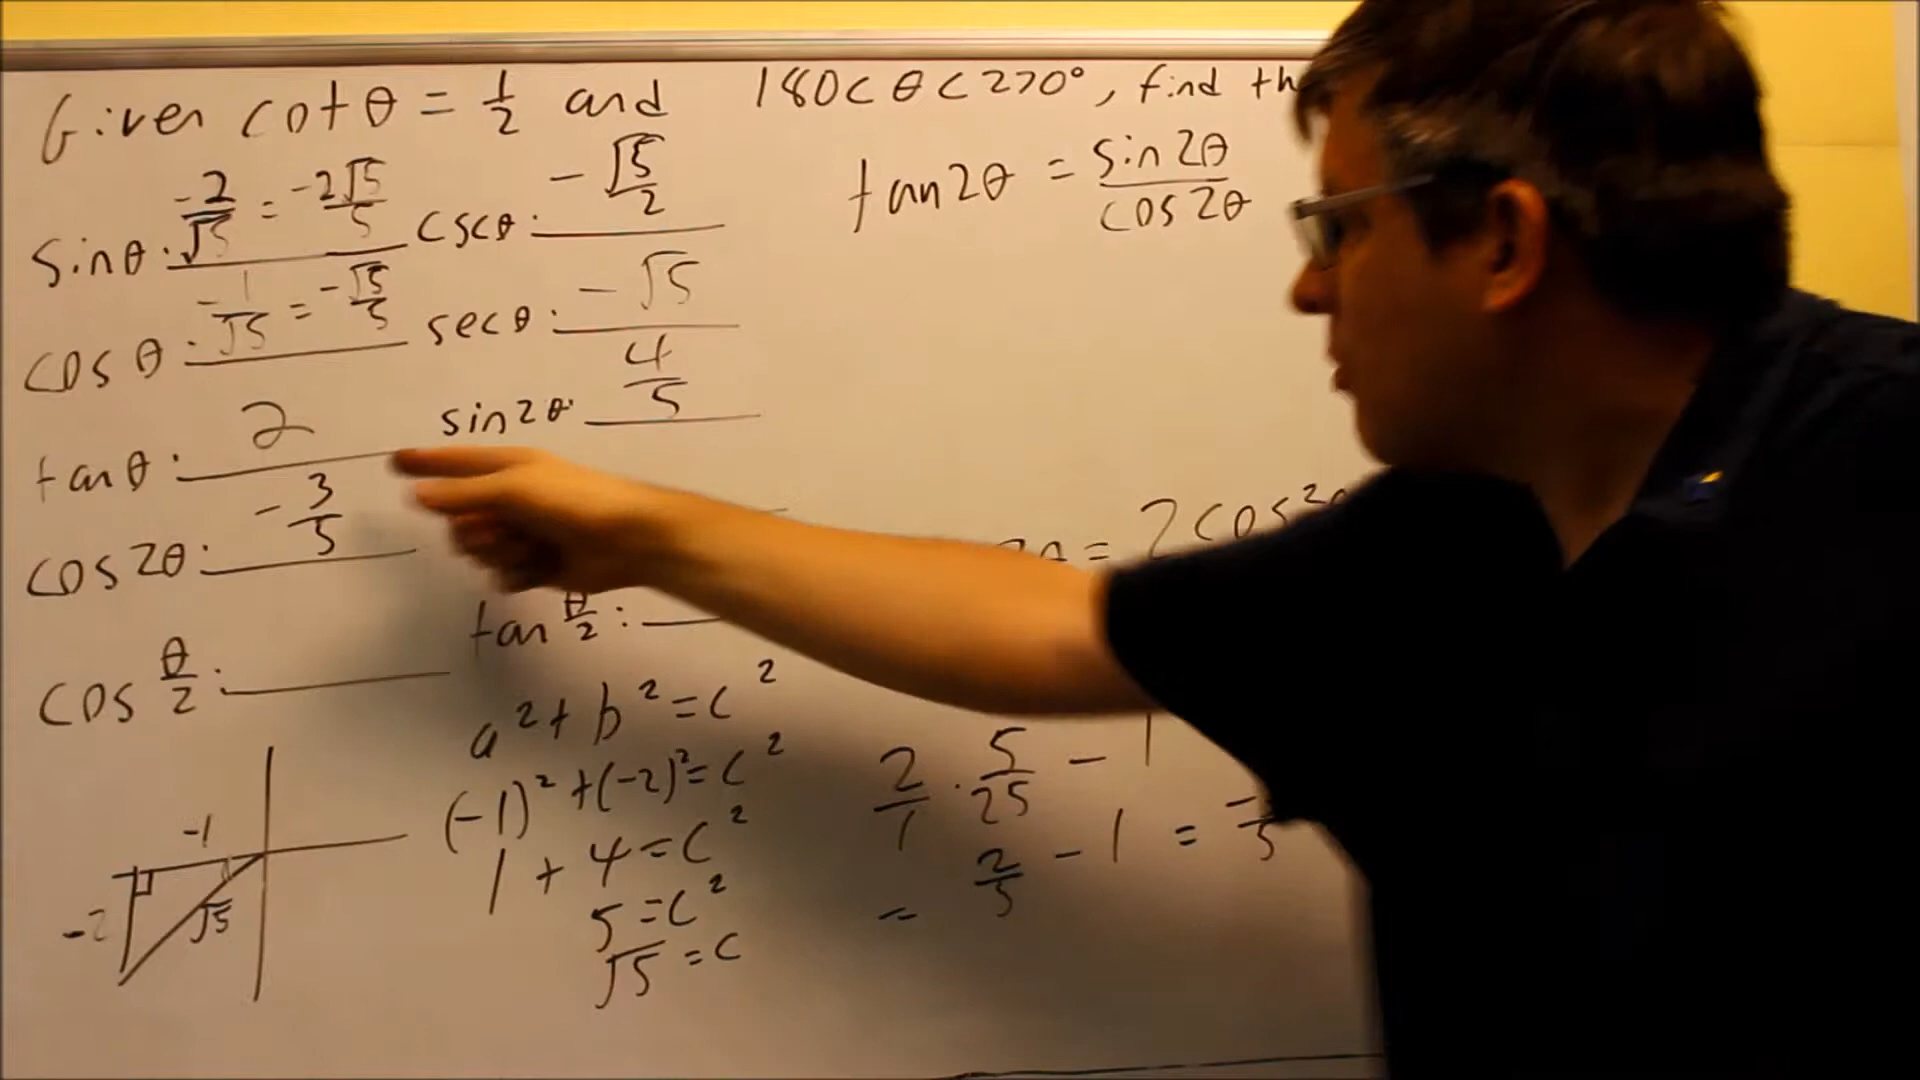 Given cot θ = 1/2 and 180 < θ < 270°, find th
sin θ: -2/√5 = -2√5/5 csc θ: -√5/2
tan 2θ = sin 2θ / cos 2θ
cos θ: -1/√5 = -√5/5 sec θ: -√5
tan θ: 2 sin 2θ: 4/5
cos 2θ: -3/5
= 2 cos²
cos θ/2: tan θ/2:
a² + b² = c²
(-1)² + (-2)² = c²
1 + 4 = c²
5 = c²
√5 = c
2/1 · 5/25 - 1
= 2/5 - 1 =
-1
-2
√5